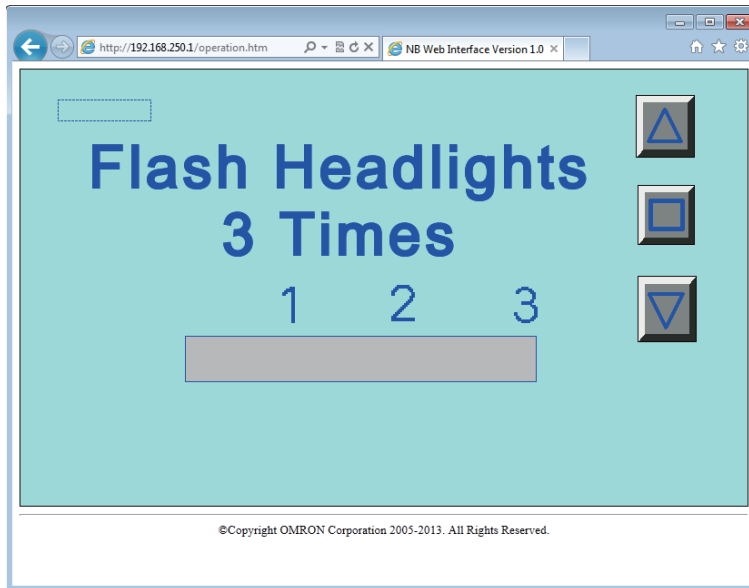 http://192.168.250.1/operation.htm
NB Web Interface Version 1.0
Flash Headlights
3 Times
1 2 3
©Copyright OMRON Corporation 2005-2013. All Rights Reserved.